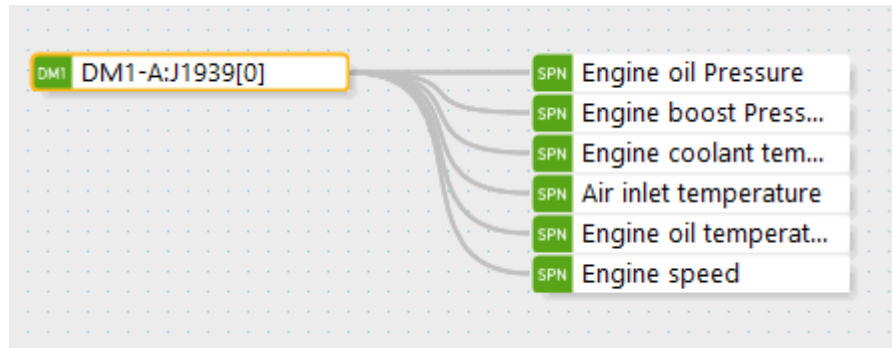 DM1 DM1-A:J1939[0]
SPN Engine oil Pressure
SPN Engine boost Press...
SPN Engine coolant tem...
SPN Air inlet temperature
SPN Engine oil temperat...
SPN Engine speed